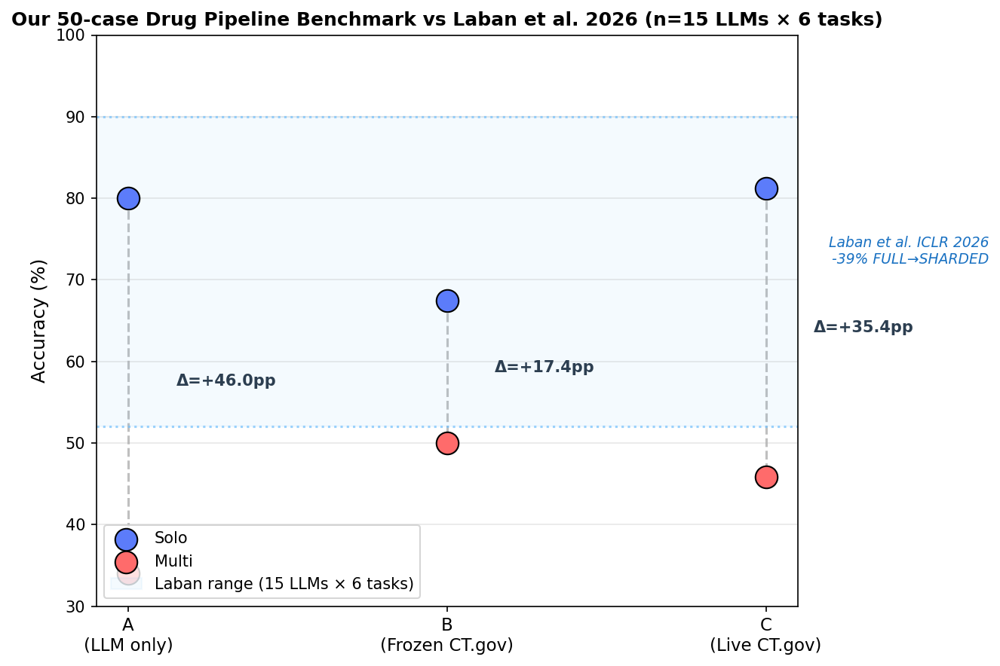 Our 50-case Drug Pipeline Benchmark vs Laban et al. 2026 (n=15 LLMs × 6 tasks)
Accuracy (%)
100
90
80
70
60
50
40
30
Δ=+46.0pp
Δ=+17.4pp
Δ=+35.4pp
Laban et al. ICLR 2026
-39% FULL→SHARDED
Solo
Multi
Laban range (15 LLMs × 6 tasks)
A
(LLM only)
B
(Frozen CT.gov)
C
(Live CT.gov)